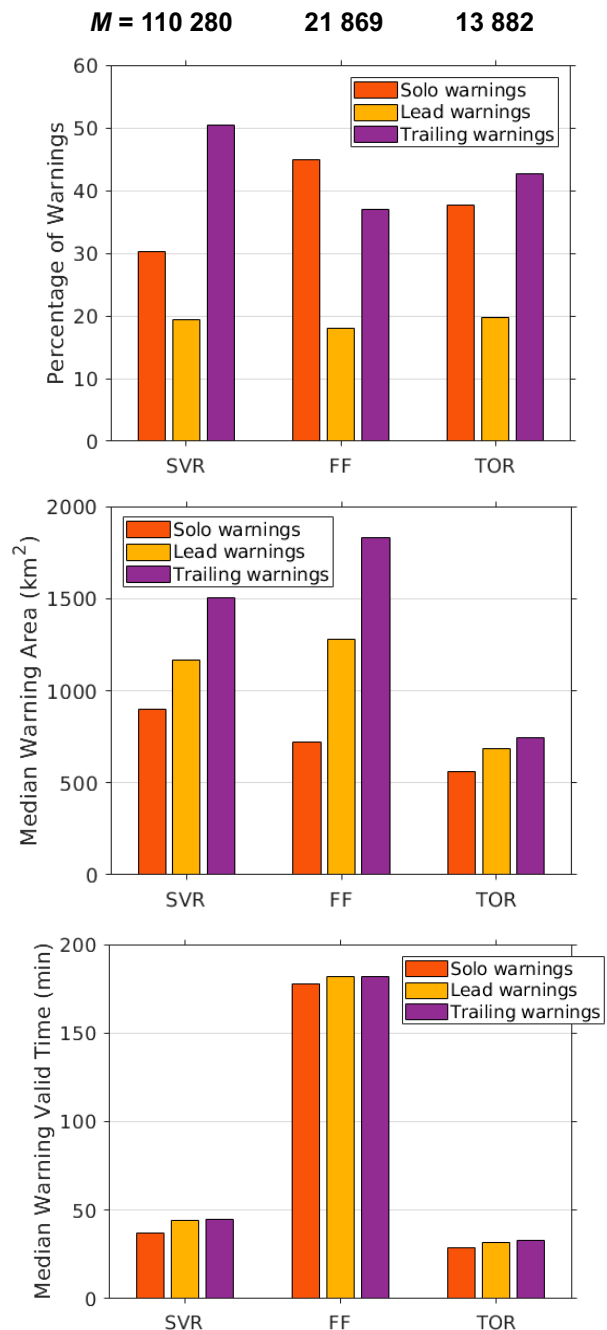 M = 110 280 21 869 13 882
60
50
40
30
20
10
0
Percentage of Warnings
Solo warnings
Lead warnings
Trailing warnings
SVR FF TOR
2000
1500
1000
500
0
Median Warning Area (km²)
Solo warnings
Lead warnings
Trailing warnings
SVR FF TOR
200
150
100
50
0
Median Warning Valid Time (min)
Solo warnings
Lead warnings
Trailing warnings
SVR FF TOR